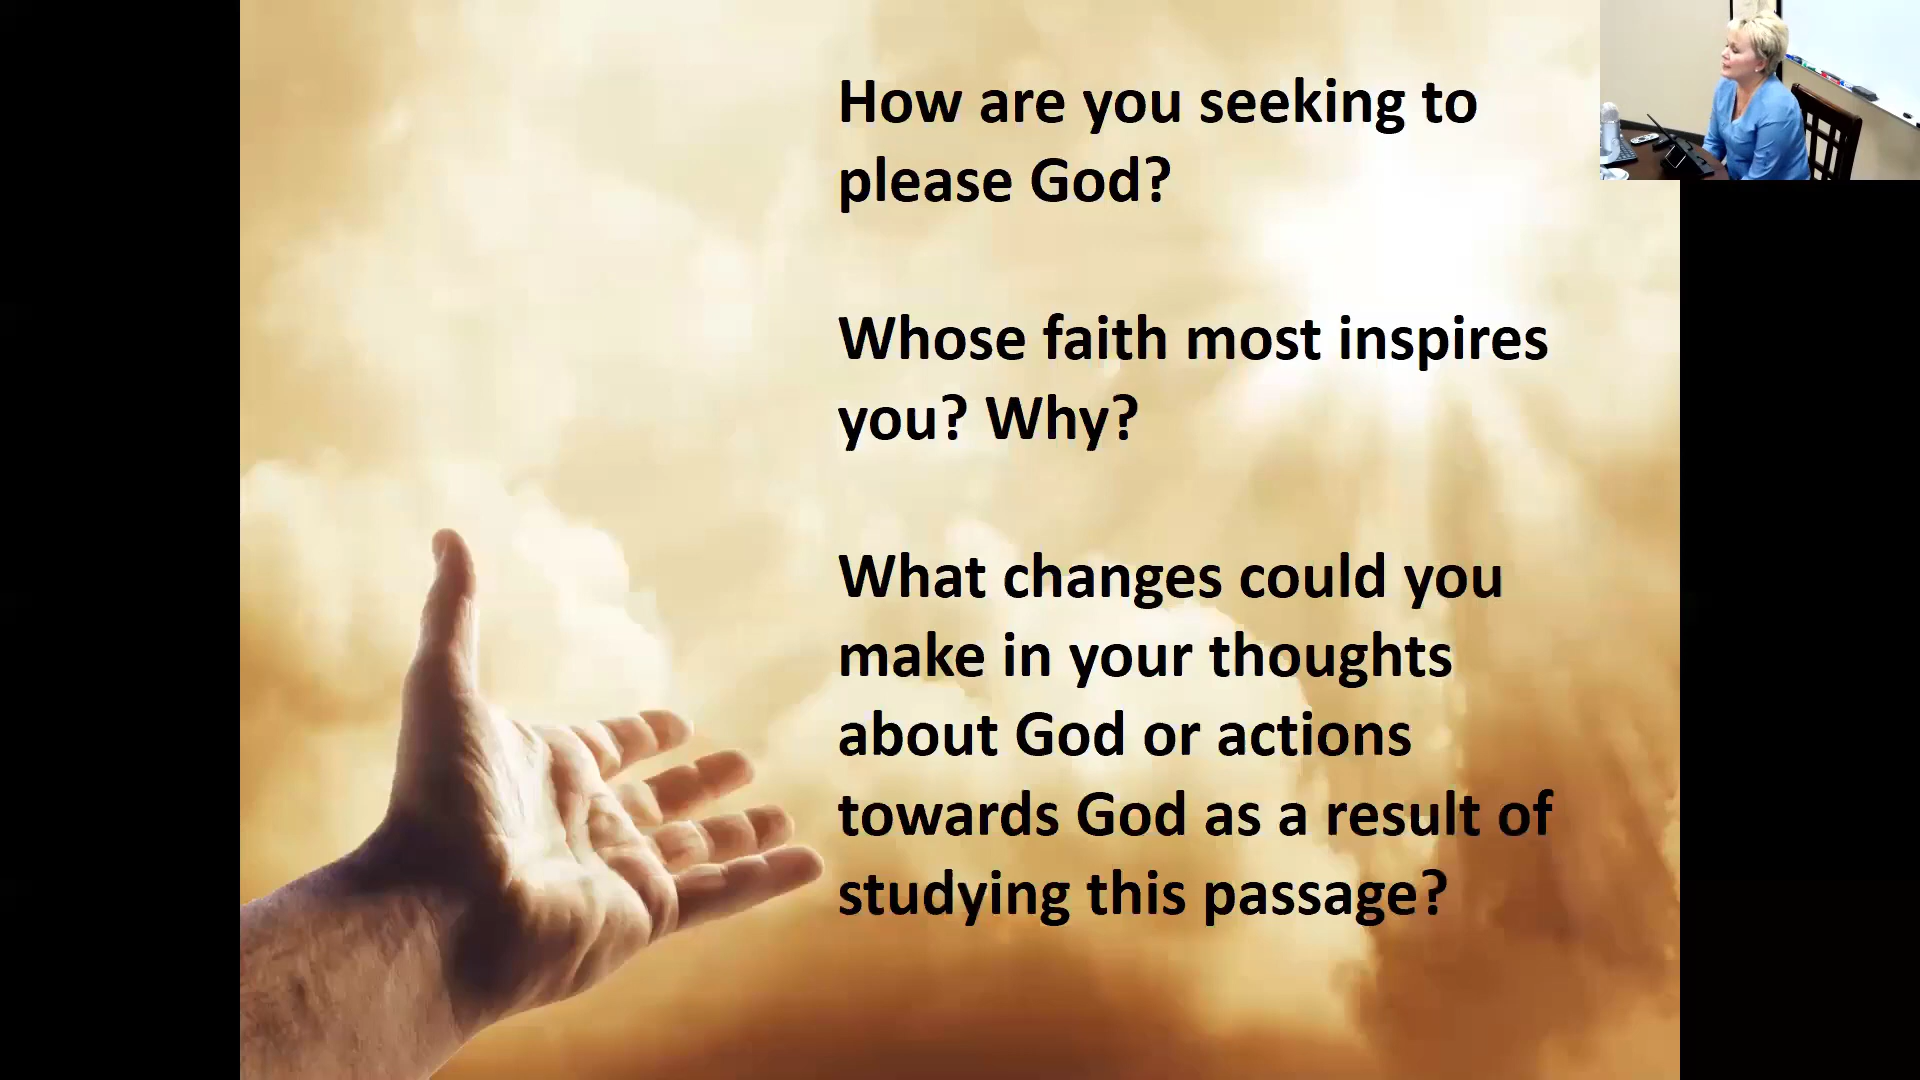 How are you seeking to
please God?
Whose faith most inspires
you? Why?
What changes could you
make in your thoughts
about God or actions
towards God as a result of
studying this passage?